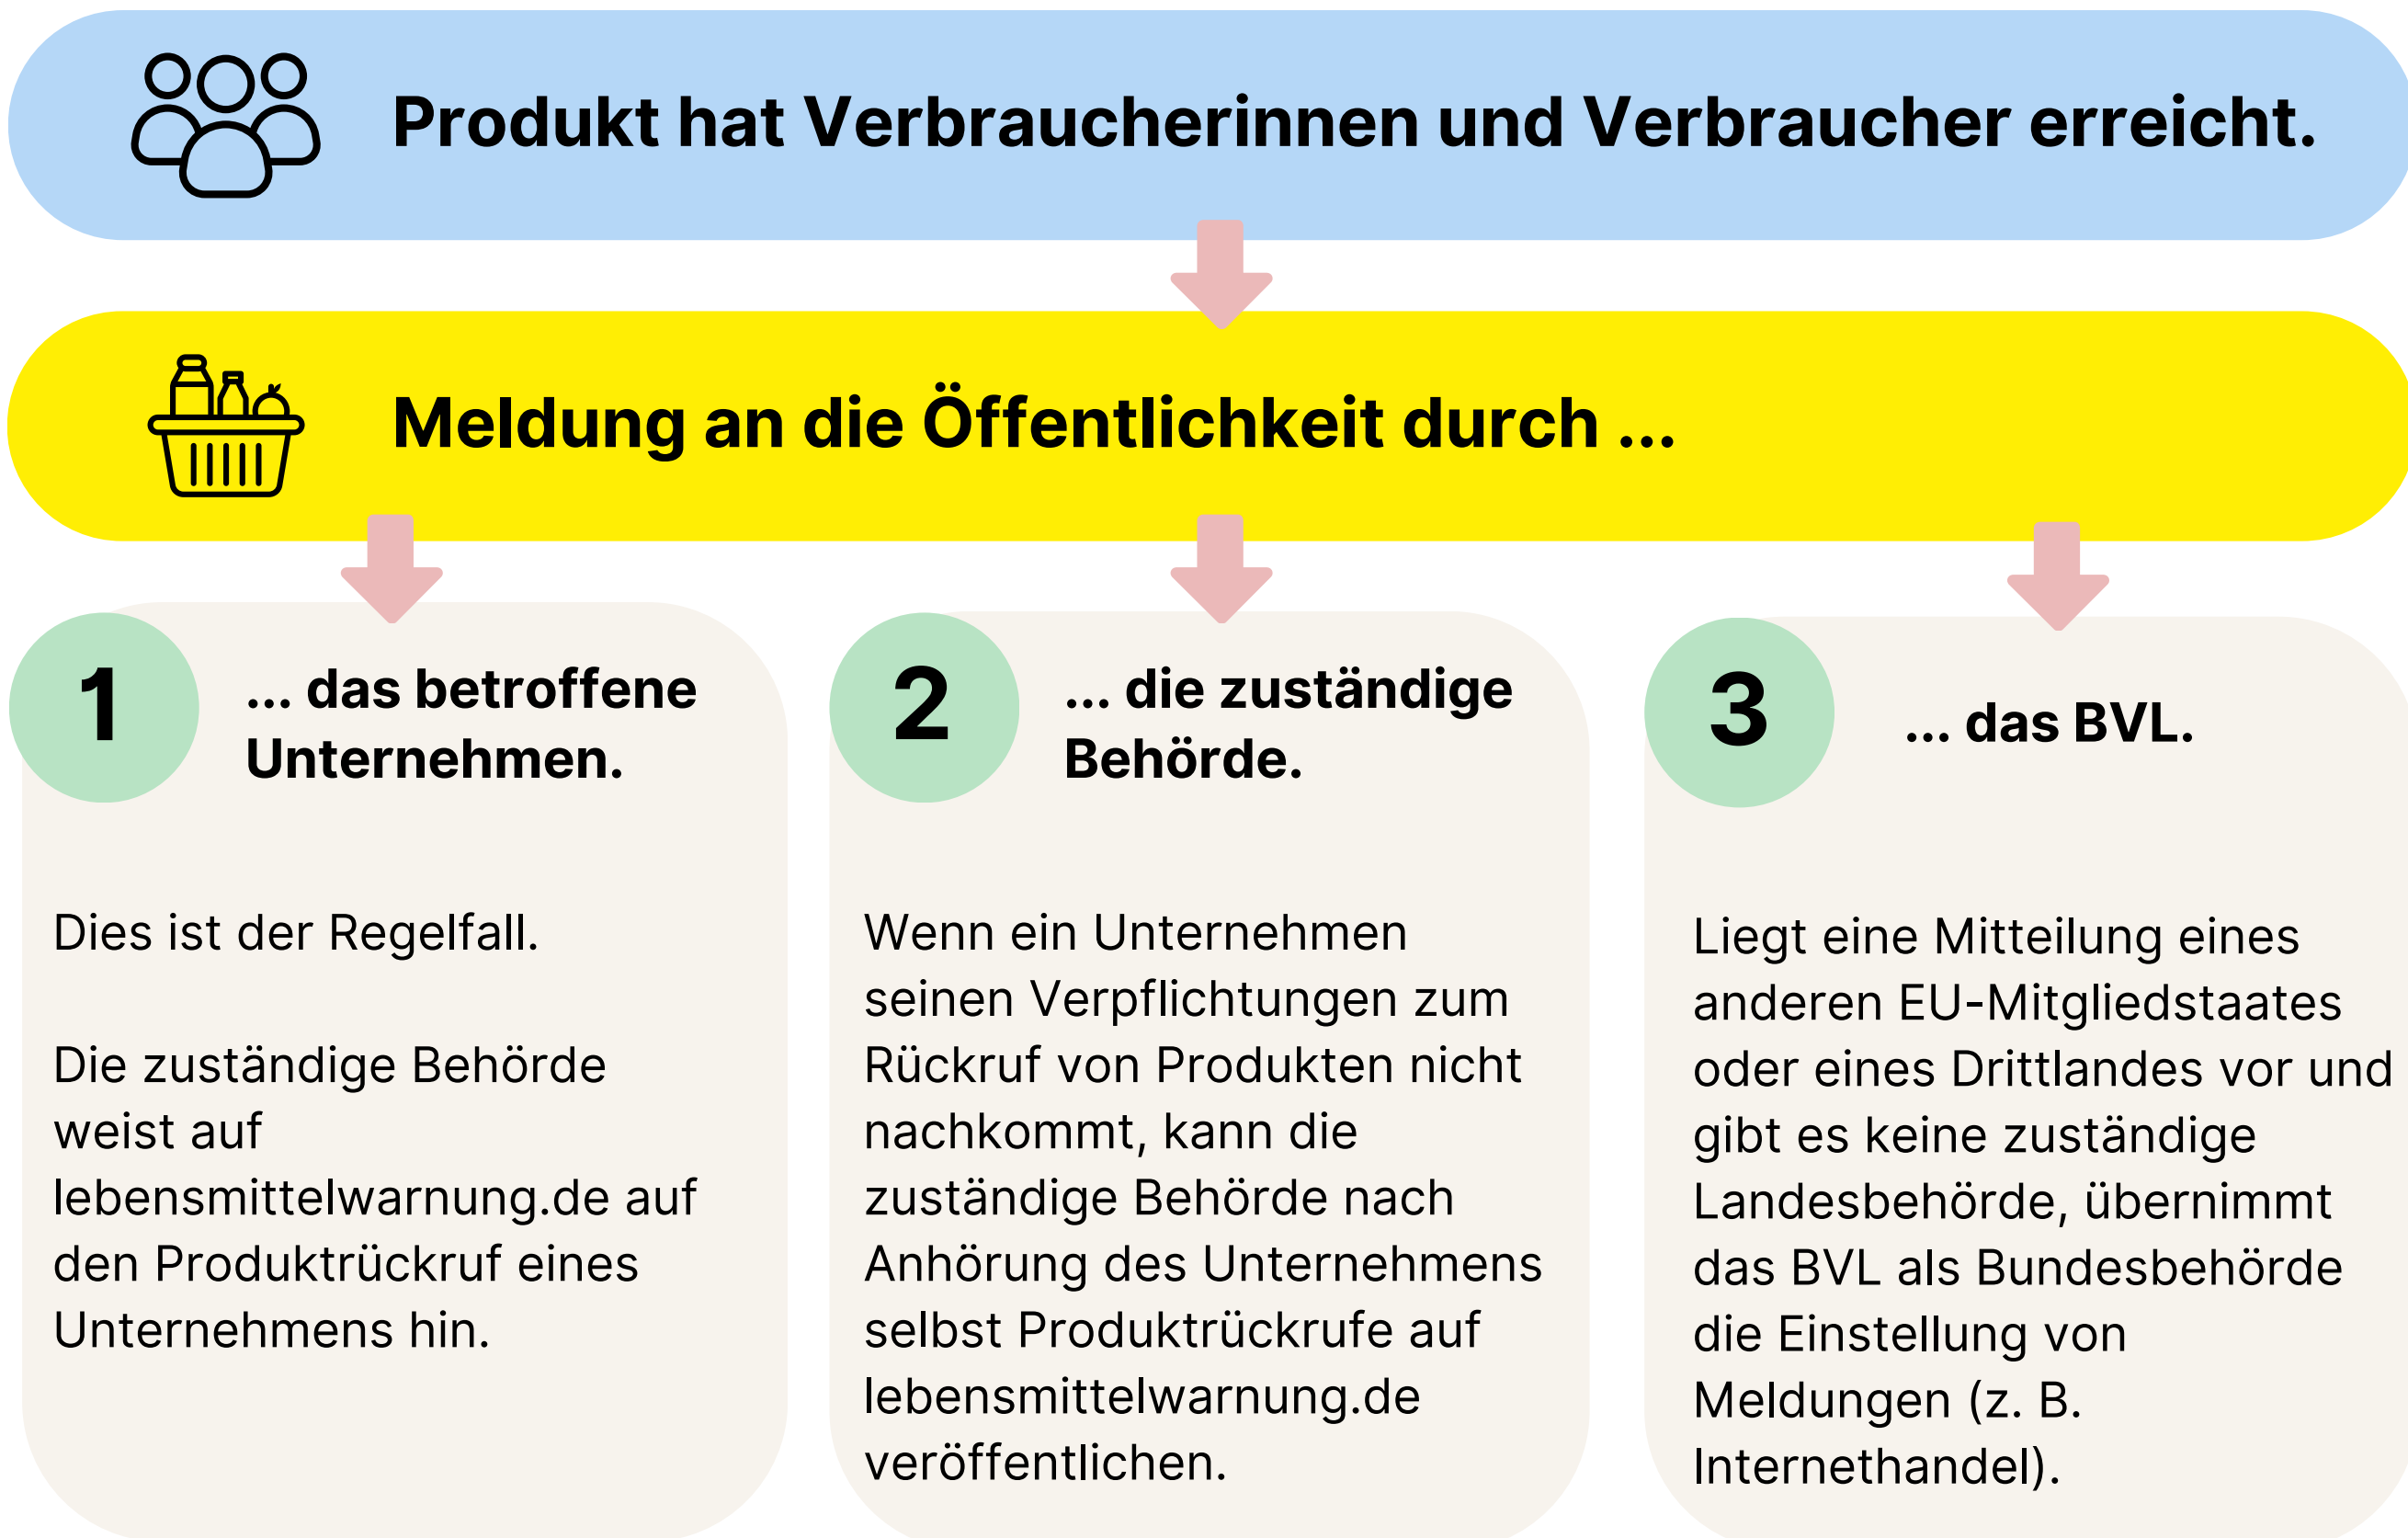 Produkt hat Verbraucherinnen und Verbraucher erreicht.
Meldung an die Öffentlichkeit durch ...
1
... das betroffene
Unternehmen.
Dies ist der Regelfall.
Die zuständige Behörde
weist auf
lebensmittelwarnung.de auf
den Produktrückruf eines
Unternehmens hin.
2
... die zuständige
Behörde.
Wenn ein Unternehmen
seinen Verpflichtungen zum
Rückruf von Produkten nicht
nachkommt, kann die
zuständige Behörde nach
Anhörung des Unternehmens
selbst Produktrückrufe auf
lebensmittelwarnung.de
veröffentlichen.
3
... das BVL.
Liegt eine Mitteilung eines
anderen EU-Mitgliedstaates
oder eines Drittlandes vor und
gibt es keine zuständige
Landesbehörde, übernimmt
das BVL als Bundesbehörde
die Einstellung von
Meldungen (z. B.
Internethandel).